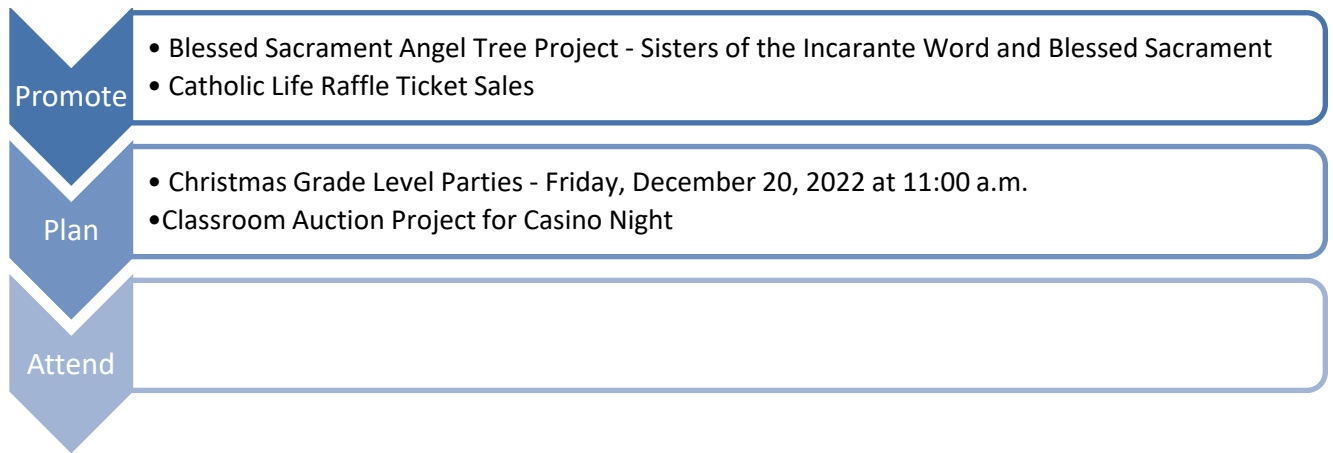 Promote
• Blessed Sacrament Angel Tree Project - Sisters of the Incarante Word and Blessed Sacrament
• Catholic Life Raffle Ticket Sales
Plan
• Christmas Grade Level Parties - Friday, December 20, 2022 at 11:00 a.m.
•Classroom Auction Project for Casino Night
Attend